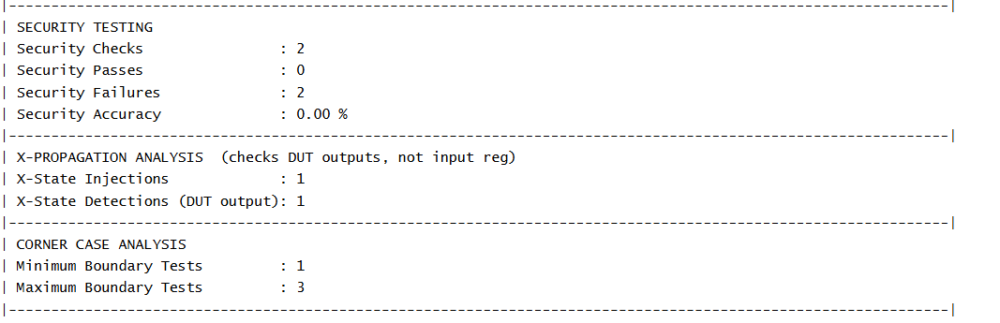 |--------------------------------------------------------------------------------------------------------------|
| SECURITY TESTING
| Security Checks                : 2
| Security Passes                : 0
| Security Failures              : 2
| Security Accuracy              : 0.00 %
|--------------------------------------------------------------------------------------------------------------|
| X-PROPAGATION ANALYSIS  (checks DUT outputs, not input reg)
| X-State Injections             : 1
| X-State Detections (DUT output): 1
|--------------------------------------------------------------------------------------------------------------|
| CORNER CASE ANALYSIS
| Minimum Boundary Tests         : 1
| Maximum Boundary Tests         : 3
|--------------------------------------------------------------------------------------------------------------|